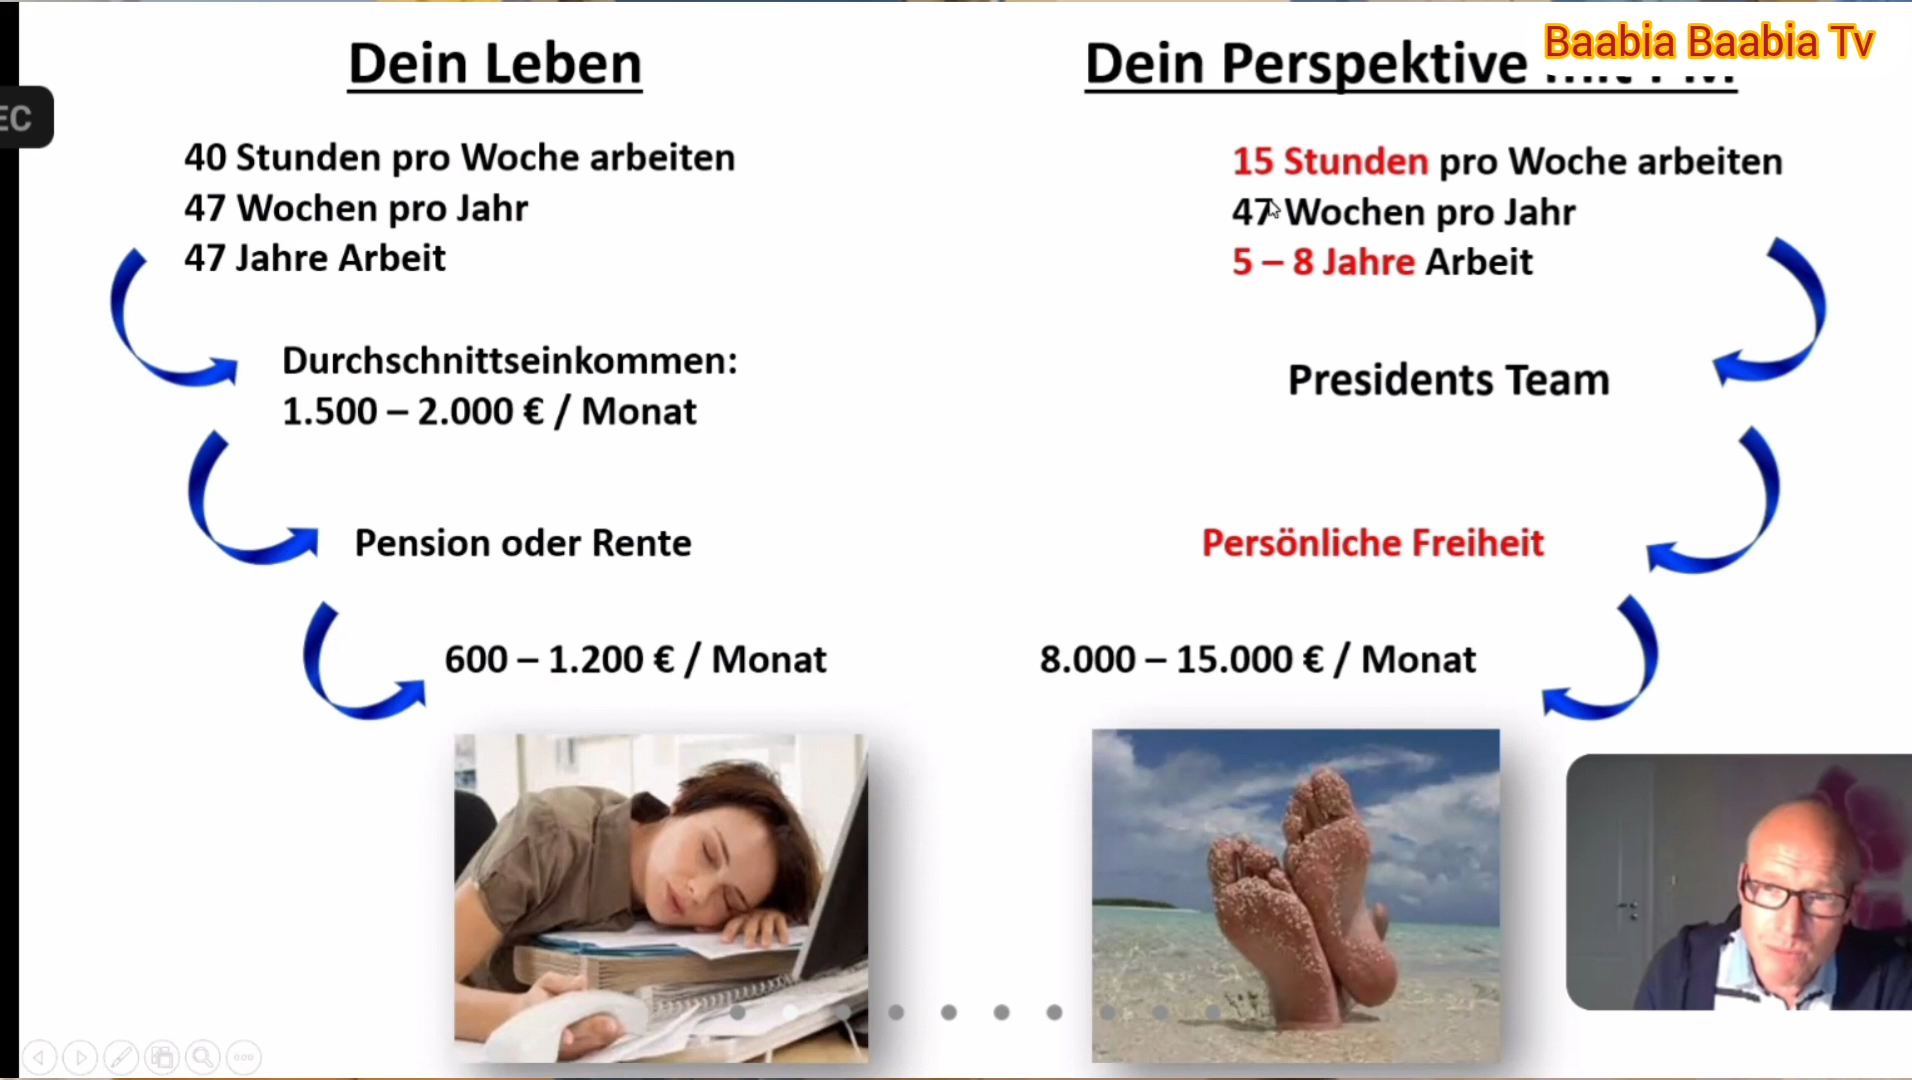 Baabia Baabia Tv
Dein Leben
40 Stunden pro Woche arbeiten
47 Wochen pro Jahr
47 Jahre Arbeit
Durchschnittseinkommen:
1.500 – 2.000 € / Monat
Pension oder Rente
600 – 1.200 € / Monat
Dein Perspektive
15 Stunden pro Woche arbeiten
47 Wochen pro Jahr
5 – 8 Jahre Arbeit
Presidents Team
Persönliche Freiheit
8.000 – 15.000 € / Monat
EC